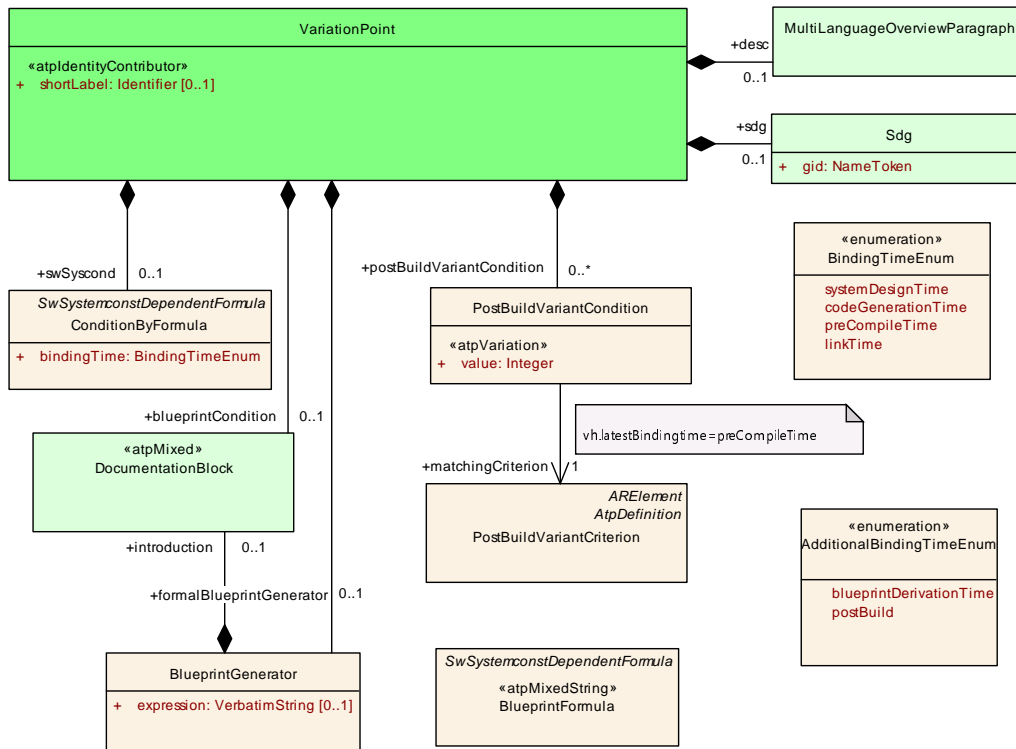 VariationPoint
«atpIdentityContributor»
+ shortLabel: Identifier [0..1]
+desc
0..1
MultiLanguageOverviewParagraph
+sdg
0..1
Sdg
+ gid: NameToken
+swSyscond
0..1
SwSystemconstDependentFormula
ConditionByFormula
+ bindingTime: BindingTimeEnum
+postBuildVariantCondition
0..*
PostBuildVariantCondition
«atpVariation»
+ value: Integer
«enumeration»
BindingTimeEnum
systemDesignTime
codeGenerationTime
preCompileTime
linkTime
+blueprintCondition
0..1
«atpMixed»
DocumentationBlock
vh.latestBindingtime=preCompileTime
+matchingCriterion
1
ARElement
AtpDefinition
PostBuildVariantCriterion
+introduction
0..1
+formalBlueprintGenerator
0..1
«enumeration»
AdditionalBindingTimeEnum
blueprintDerivationTime
postBuild
BlueprintGenerator
+ expression: VerbatimString [0..1]
SwSystemconstDependentFormula
«atpMixedString»
BlueprintFormula